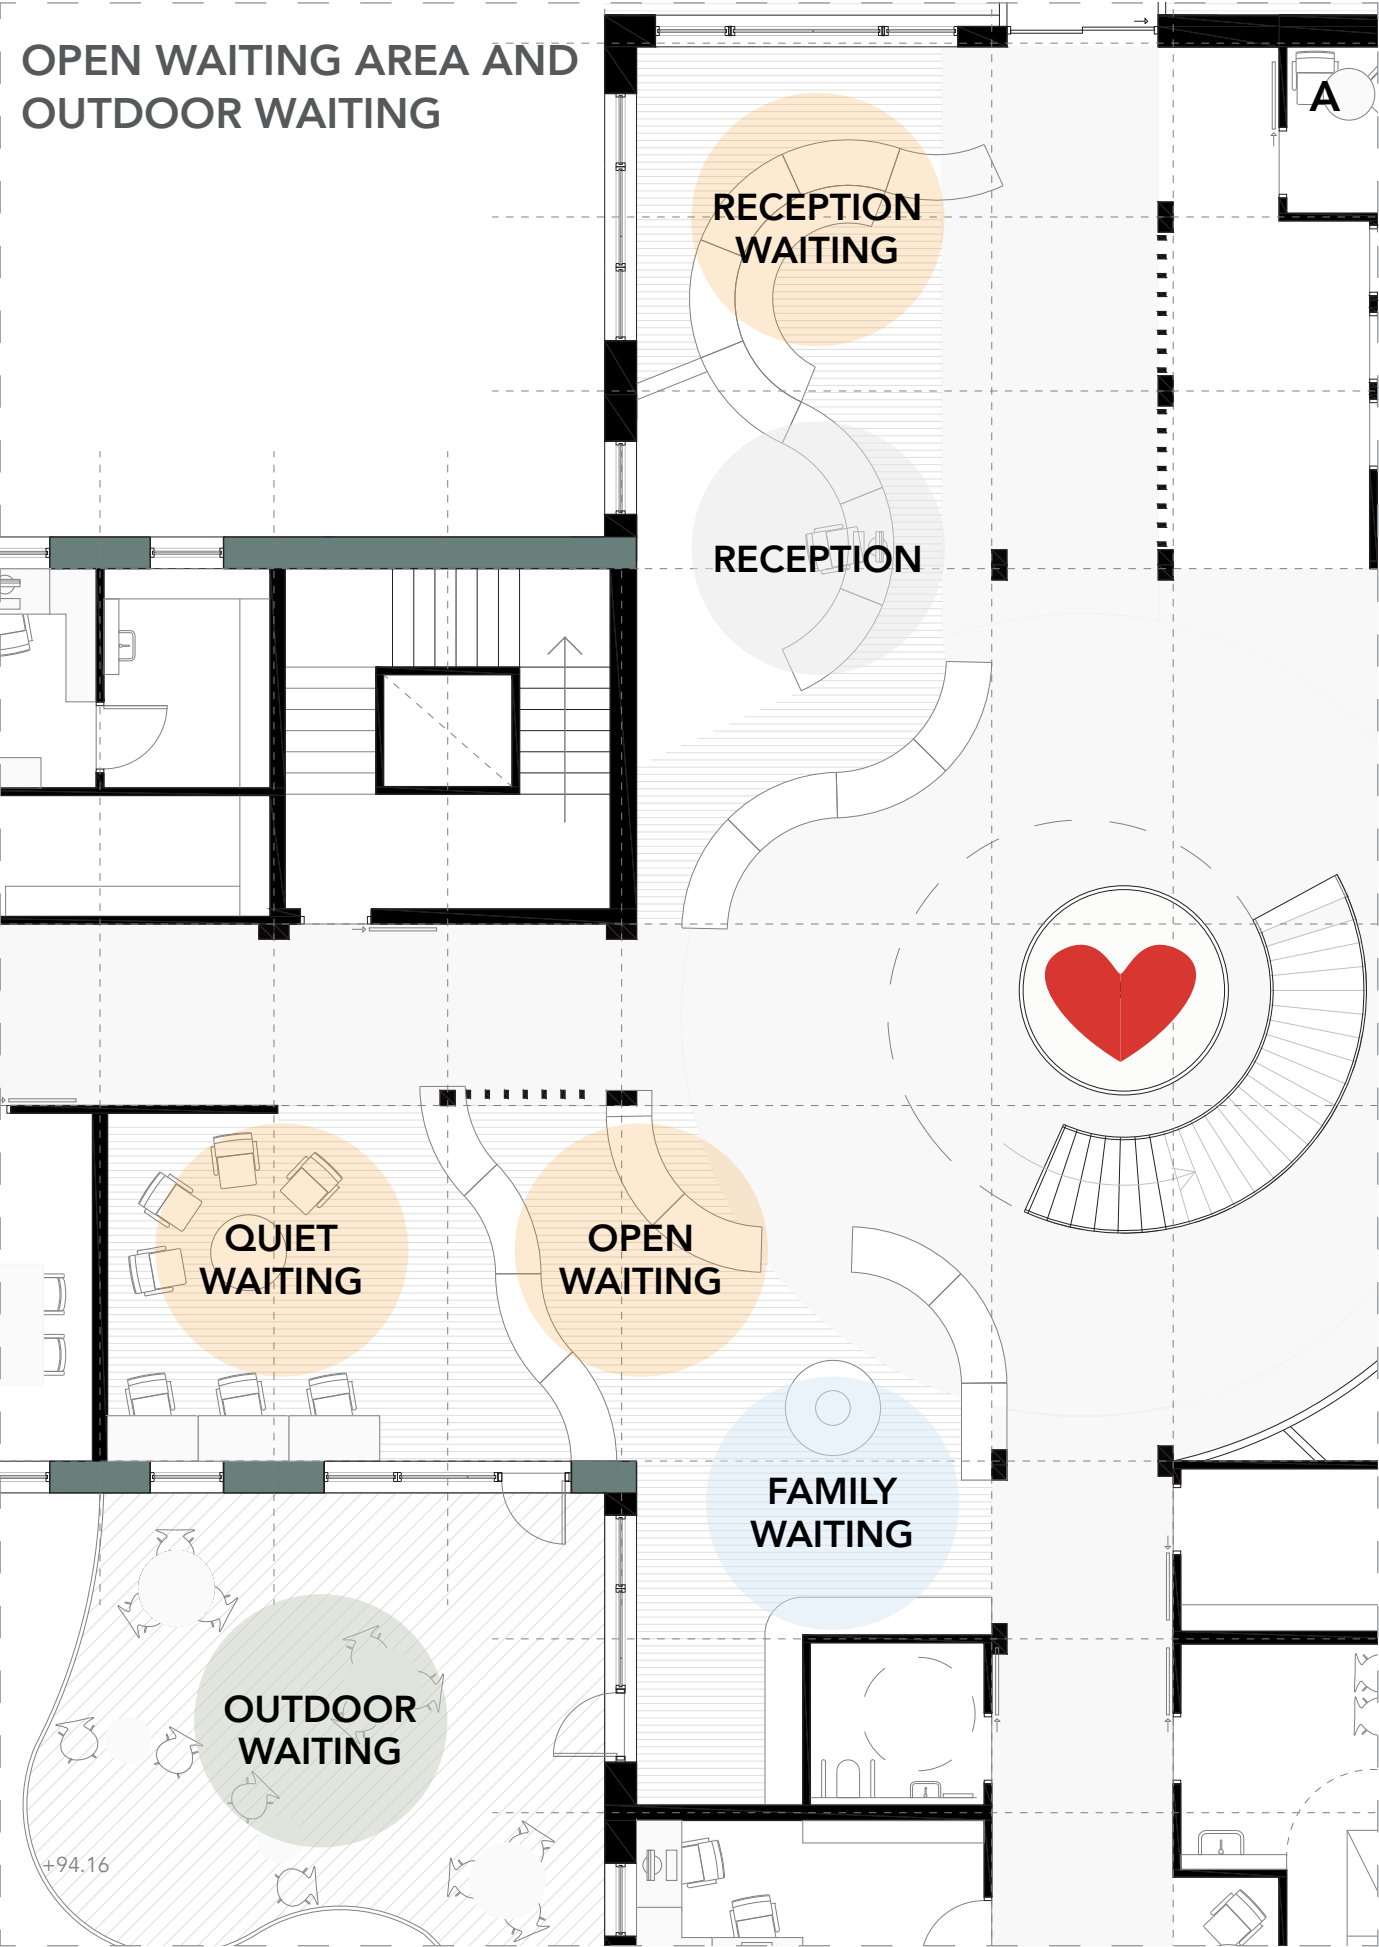 OPEN WAITING AREA AND
OUTDOOR WAITING
A
RECEPTION
WAITING
RECEPTION
QUIET
WAITING
OPEN
WAITING
FAMILY
WAITING
OUTDOOR
WAITING
+94.16